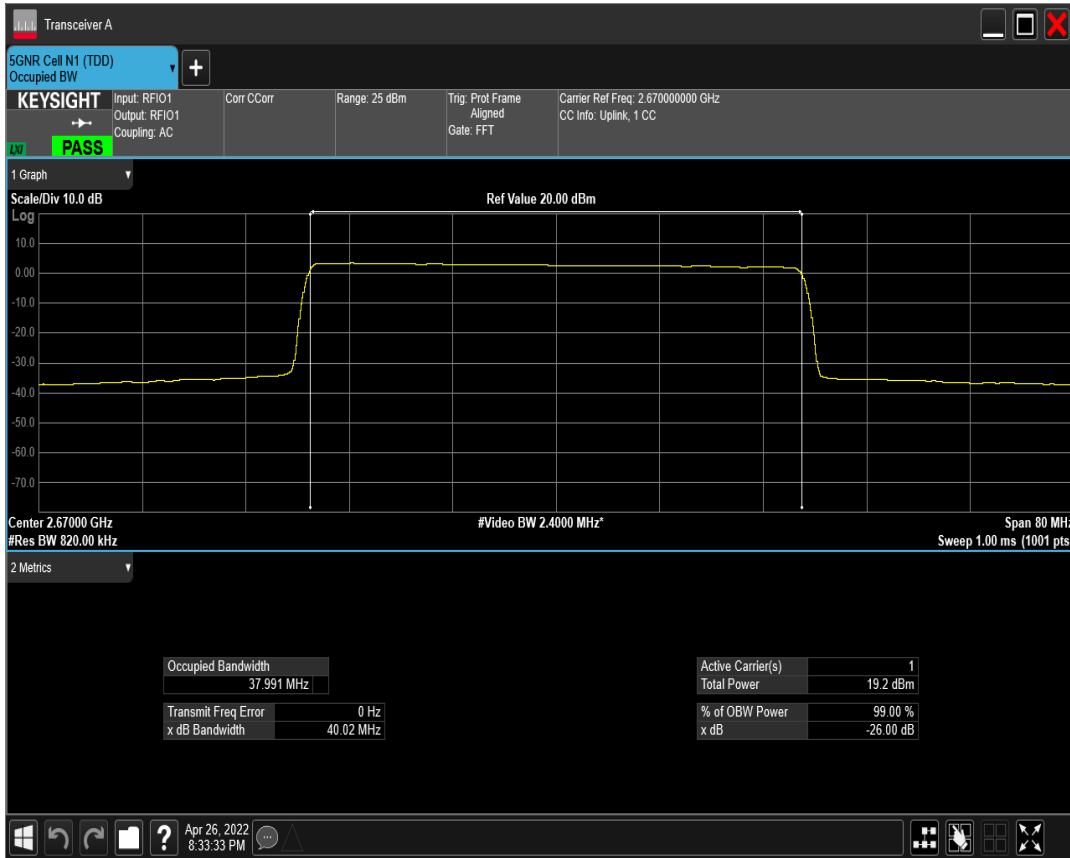 Transceiver A
5GNR Cell N1 (TDD)
Occupied BW
+
KEYSIGHT
LXI
PASS
Input: RFIO1
Output: RFIO1
Coupling: AC
Corr CCorr
Range: 25 dBm
Trig: Prot Frame
Aligned
Gate: FFT
Carrier Ref Freq: 2.670000000 GHz
CC Info: Uplink, 1 CC
1 Graph
Scale/Div 10.0 dB
Ref Value 20.00 dBm
Log
10.0
0.00
-10.0
-20.0
-30.0
-40.0
-50.0
-60.0
-70.0
Center 2.67000 GHz
#Video BW 2.4000 MHz*
Span 80 MHz
#Res BW 820.00 kHz
Sweep 1.00 ms (1001 pts
2 Metrics
Occupied Bandwidth
37.991 MHz
Transmit Freq Error 0 Hz
x dB Bandwidth 40.02 MHz
Active Carrier(s) 1
Total Power 19.2 dBm
% of OBW Power 99.00 %
x dB -26.00 dB
?
Apr 26, 2022
8:33:33 PM